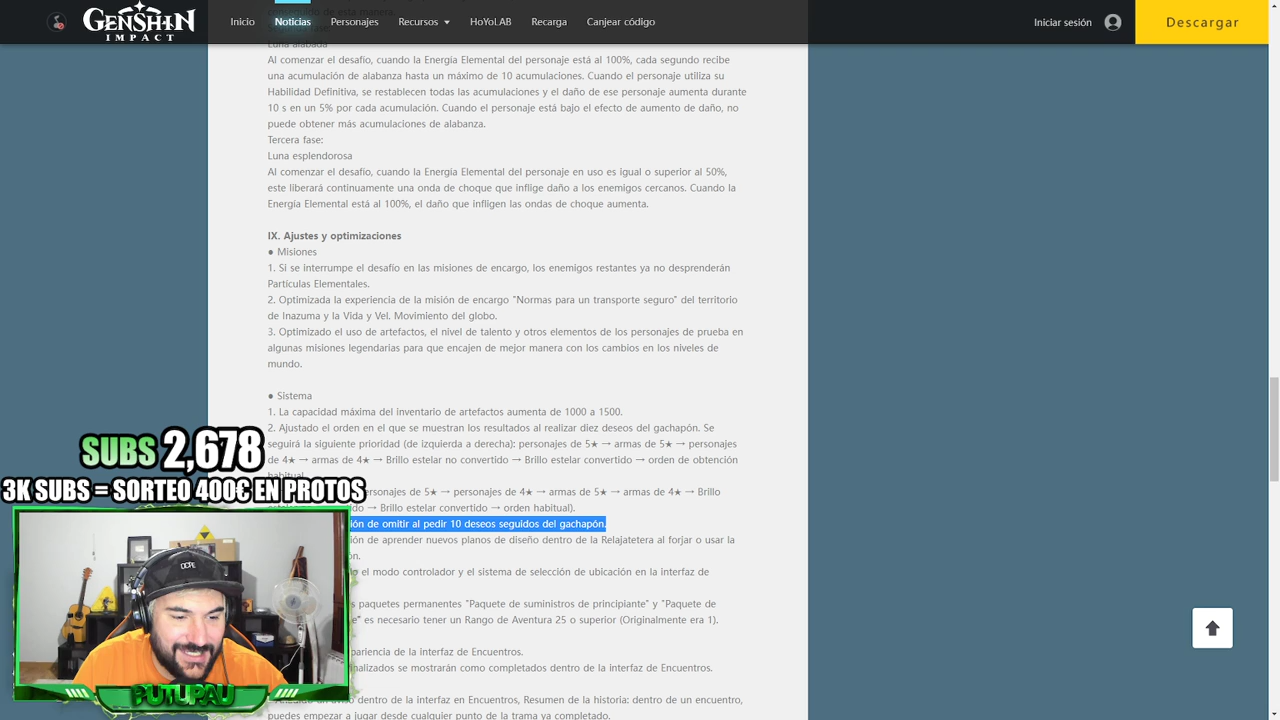 GENSHIN
IMPACT
Inicio
Noticias
Personajes
Recursos
HoYoLAB
Recarga
Canjear código
Iniciar sesión
Descargar
Luna alabada
Al comenzar el desafío, cuando la Energía Elemental del personaje está al 100%, cada segundo recibe
una acumulación de alabanza hasta un máximo de 10 acumulaciones. Cuando el personaje utiliza su
Habilidad Definitiva, se restablecen todas las acumulaciones y el daño de ese personaje aumenta durante
10 s en un 5% por cada acumulación. Cuando el personaje está bajo el efecto de aumento de daño, no
puede obtener más acumulaciones de alabanza.
Tercera fase:
Luna esplendorosa
Al comenzar el desafío, cuando la Energía Elemental del personaje en uso es igual o superior al 50%,
este liberará continuamente una onda de choque que inflige daño a los enemigos cercanos. Cuando la
Energía Elemental está al 100%, el daño que infligen las ondas de choque aumenta.
IX. Ajustes y optimizaciones
● Misiones
1. Si se interrumpe el desafío en las misiones de encargo, los enemigos restantes ya no desprenderán
Partículas Elementales.
2. Optimizada la experiencia de la misión de encargo "Normas para un transporte seguro" del territorio
de Inazuma y la Vida y Vel. Movimiento del globo.
3. Optimizado el uso de artefactos, el nivel de talento y otros elementos de los personajes de prueba en
algunas misiones legendarias para que encajen de mejor manera con los cambios en los niveles de
mundo.
● Sistema
1. La capacidad máxima del inventario de artefactos aumenta de 1000 a 1500.
2. Ajustado el orden en el que se muestran los resultados al realizar diez deseos del gachapón. Se
seguirá la siguiente prioridad (de izquierda a derecha): personajes de 5★ → armas de 5★ → personajes
de 4★ → armas de 4★ → Brillo estelar no convertido → Brillo estelar convertido → orden de obtención
habitual
ersonajes de 5★ → personajes de 4★ → armas de 5★ → armas de 4★ → Brillo
ido → Brillo estelar convertido → orden habitual).
ión de omitir al pedir 10 deseos seguidos del gachapón.
ión de aprender nuevos planos de diseño dentro de la Relajatetera al forjar o usar la
ón.
o el modo controlador y el sistema de selección de ubicación en la interfaz de
s paquetes permanentes "Paquete de suministros de principiante" y "Paquete de
e" es necesario tener un Rango de Aventura 25 o superior (Originalmente era 1).
pariencia de la interfaz de Encuentros.
nalizados se mostrarán como completados dentro de la interfaz de Encuentros.
dentro de la interfaz en Encuentros, Resumen de la historia: dentro de un encuentro,
puedes empezar a jugar desde cualquier punto de la trama ya completado.
SUBS 2,678
3K SUBS = SORTEO 400€ EN PROTOS
DOPE
PUTUPAU